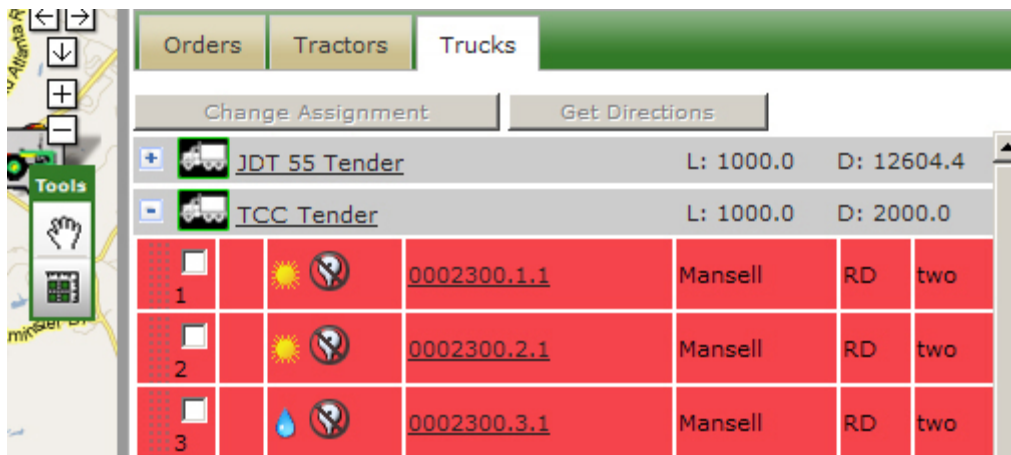 Atlanta R
Orders Tractors Trucks
Change Assignment Get Directions
JDT 55 Tender L: 1000.0 D: 12604.4
Tools
TCC Tender L: 1000.0 D: 2000.0
1 0002300.1.1 Mansell RD two
2 0002300.2.1 Mansell RD two
3 0002300.3.1 Mansell RD two